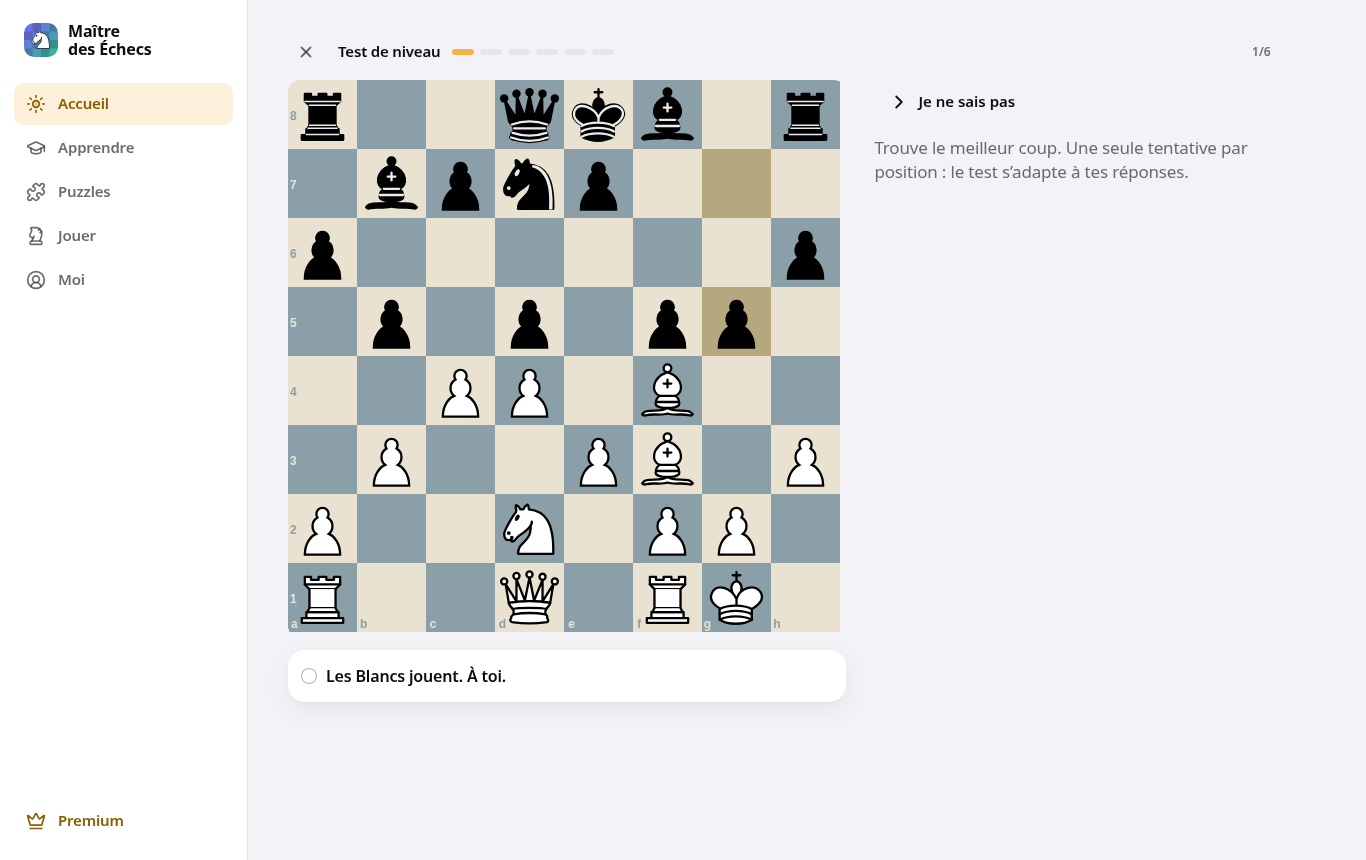 Maître
des Échecs
Accueil
Apprendre
Puzzles
Jouer
Moi
Premium
Test de niveau
1/6
8
7
6
5
4
3
2
1
a
b
c
d
e
f
g
h
Je ne sais pas
Trouve le meilleur coup. Une seule tentative par
position : le test s’adapte à tes réponses.
Les Blancs jouent. À toi.